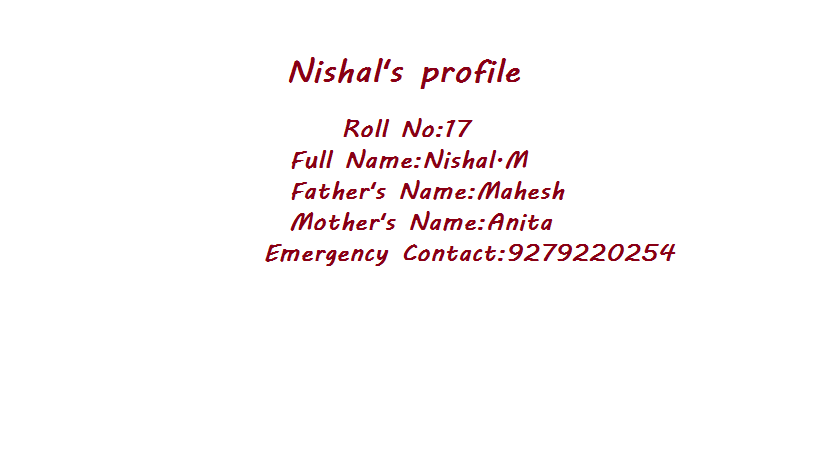 Nishal's profile
Roll No:17
Full Name:Nishal.M
Father's Name:Mahesh
Mother's Name:Anita
Emergency Contact:9279220254